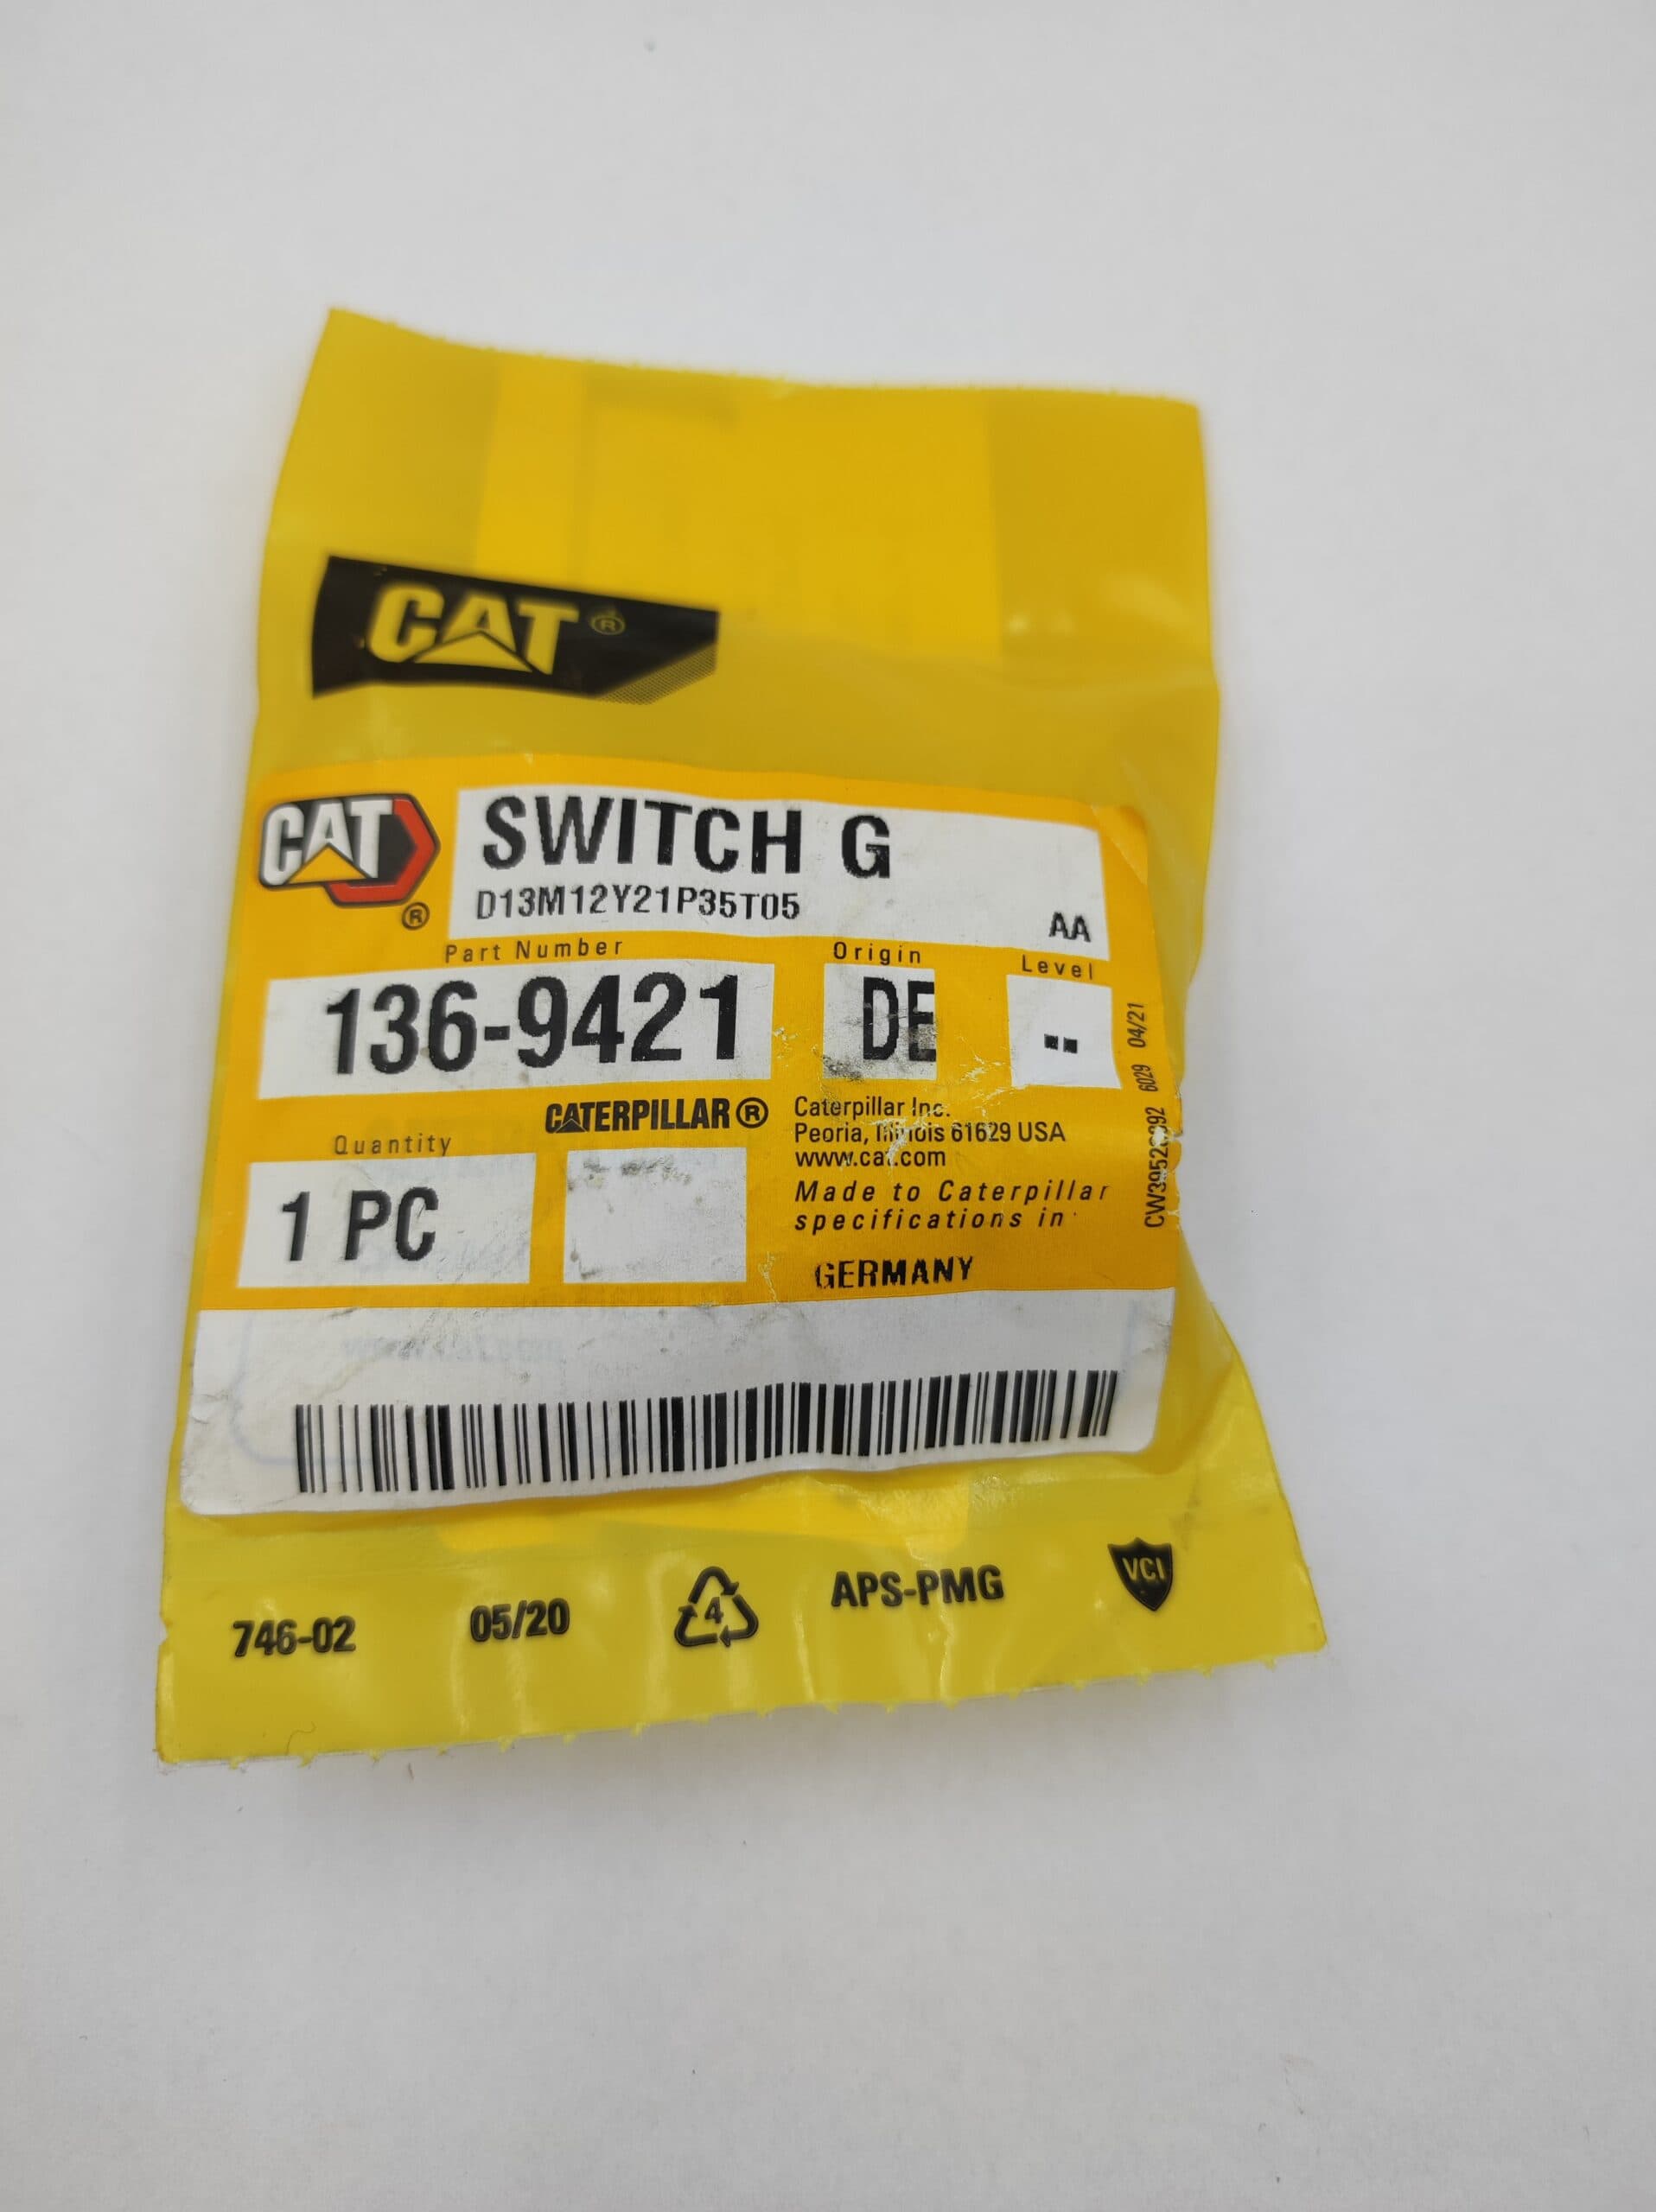 CAT®
CAT®
SWITCH G
D13M12Y21P35T05
AA
Part Number
Origin
Level
136-9421
DE
--
CATERPILLAR®
Caterpillar Inc.
Peoria, Illinois 61629 USA
www.cat.com
Quantity
1 PC
Made to Caterpillar
specifications in
GERMANY
6029 04/21
746-02
05/20
4
APS-PMG
VCI